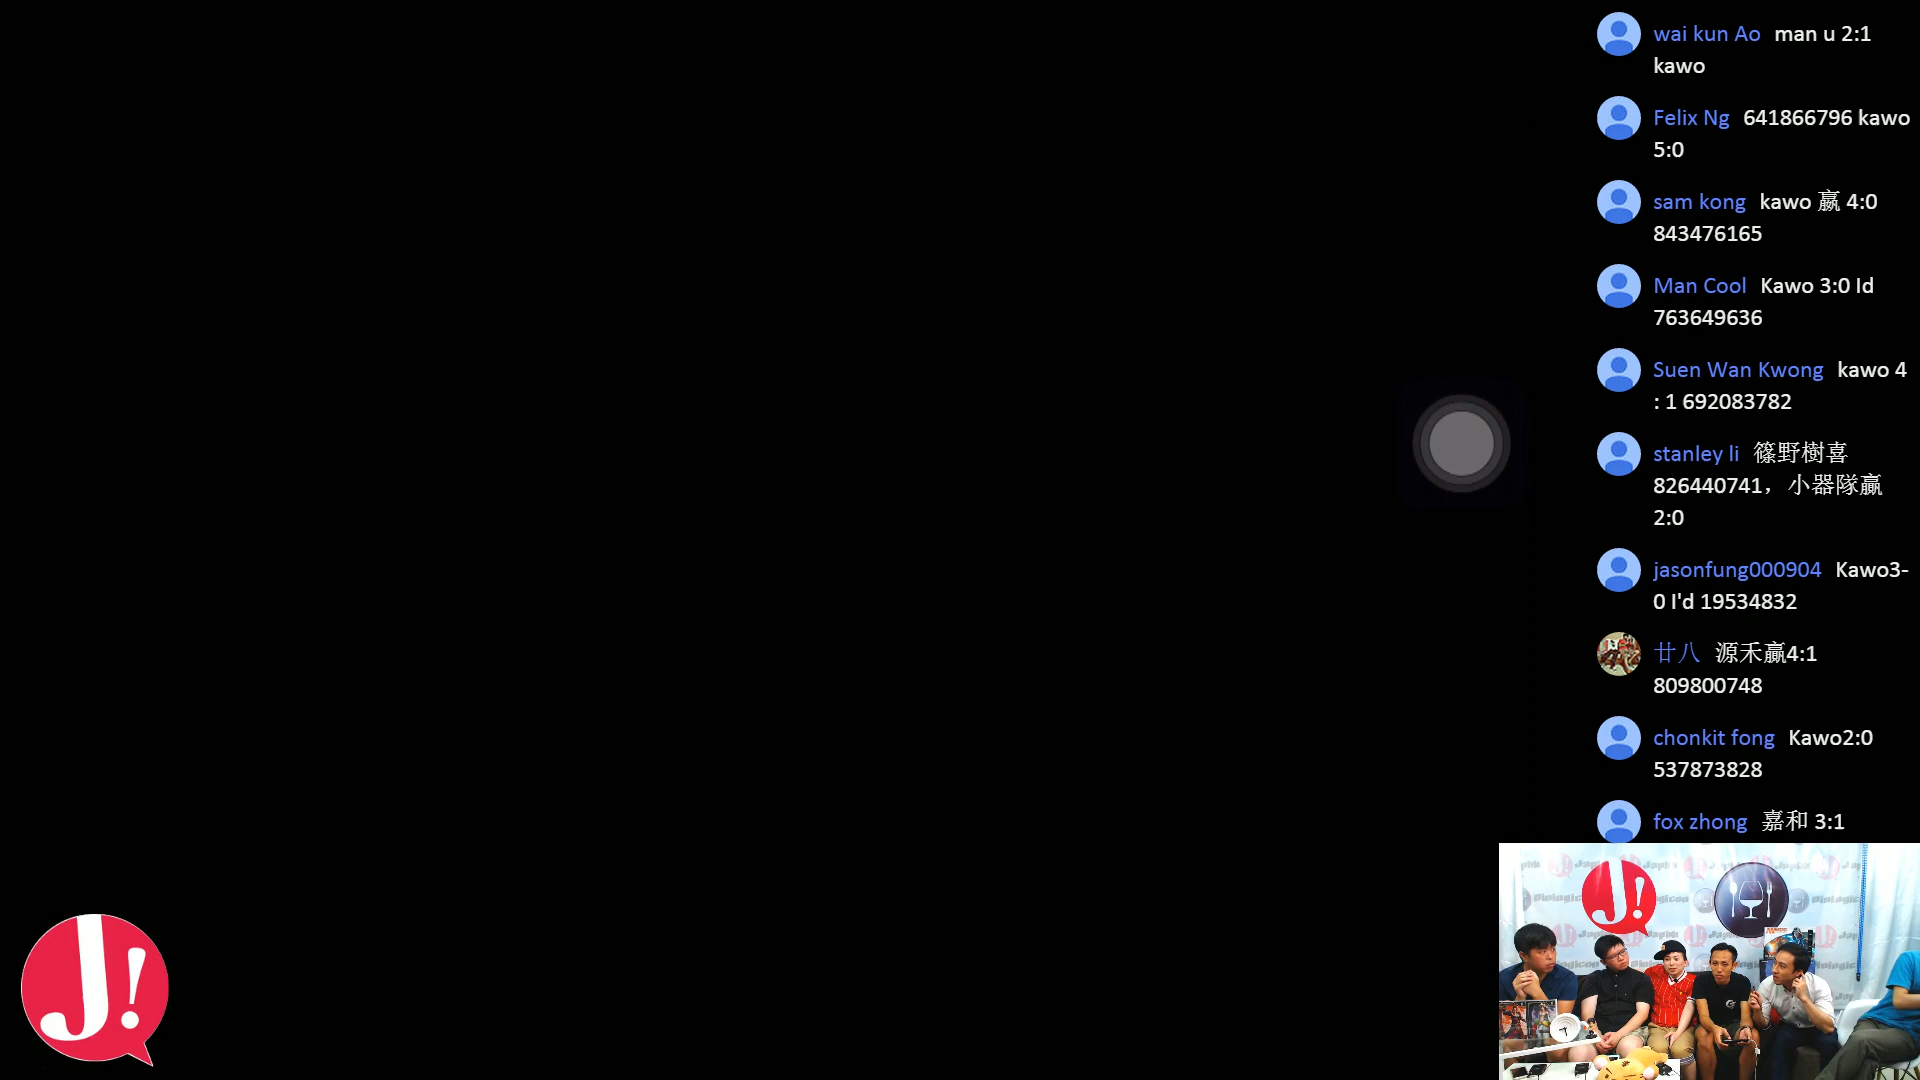 wai kun Ao man u 2:1
kawo
Felix Ng 641866796 kawo
5:0
sam kong kawo 嬴 4:0
843476165
Man Cool Kawo 3:0 Id
763649636
Suen Wan Kwong kawo 4
: 1 692083782
stanley li 篠野樹喜
826440741，小器隊贏
2:0
jasonfung000904 Kawo3-
0 I'd 19534832
廿八 源禾贏4:1
809800748
chonkit fong Kawo2:0
537873828
fox zhong 嘉和 3:1
J!
J!